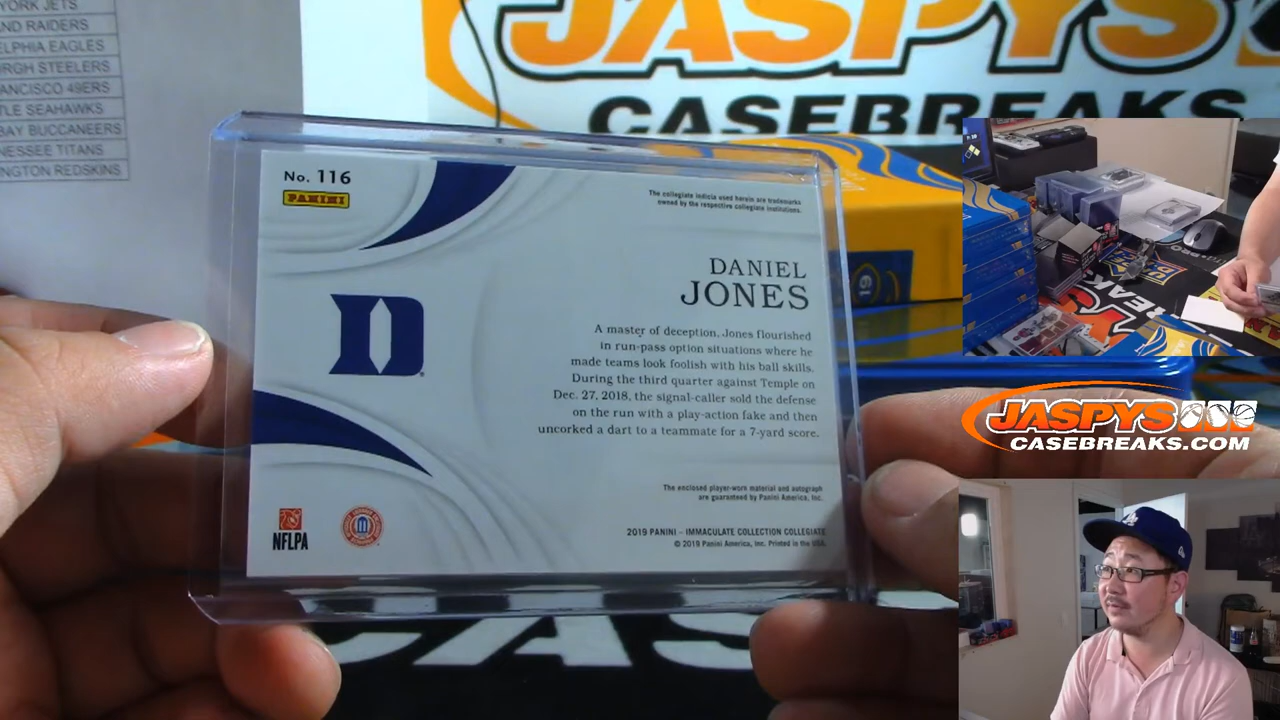 YORK JETS
AND RAIDERS
ELPHIA EAGLES
URGH STEELERS
ANCISCO 49ERS
TLE SEAHAWKS
BAY BUCCANEERS
NESSEE TITANS
INGTON REDSKINS
JASPYS
CASEBREAKS
No. 116
PANINI
The collegiate indicia used herein are trademarks
owned by the respective collegiate institutions.
DANIEL
JONES
D
A master of deception, Jones flourished
in run-pass option situations where he
made teams look foolish with his ball skills.
During the third quarter against Temple on
Dec. 27, 2018, the signal-caller sold the defense
on the run with a play-action fake and then
uncorked a dart to a teammate for a 7-yard score.
The enclosed player-worn material and autograph
are guaranteed by Panini America, Inc.
2019 PANINI – IMMACULATE COLLECTION COLLEGIATE
© 2019 Panini America, Inc. Printed in the USA.
NFLPA
19
JASPYS
CASEBREAKS.COM
LA